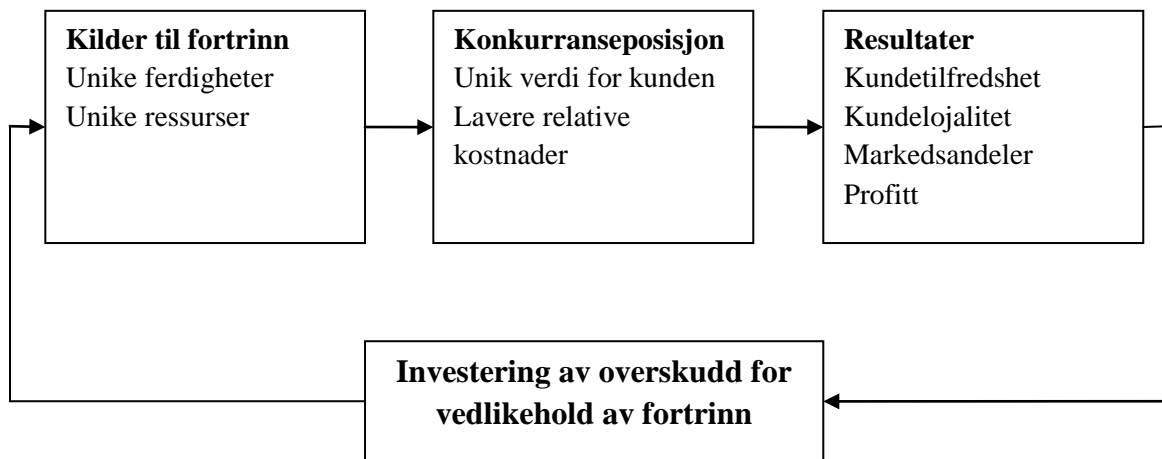 Kilder til fortrinn
Unike ferdigheter
Unike ressurser
Konkurranseposisjon
Unik verdi for kunden
Lavere relative
kostnader
Resultater
Kundetilfredshet
Kundelojalitet
Markedsandeler
Profitt
Investering av overskudd for
vedlikehold av fortrinn